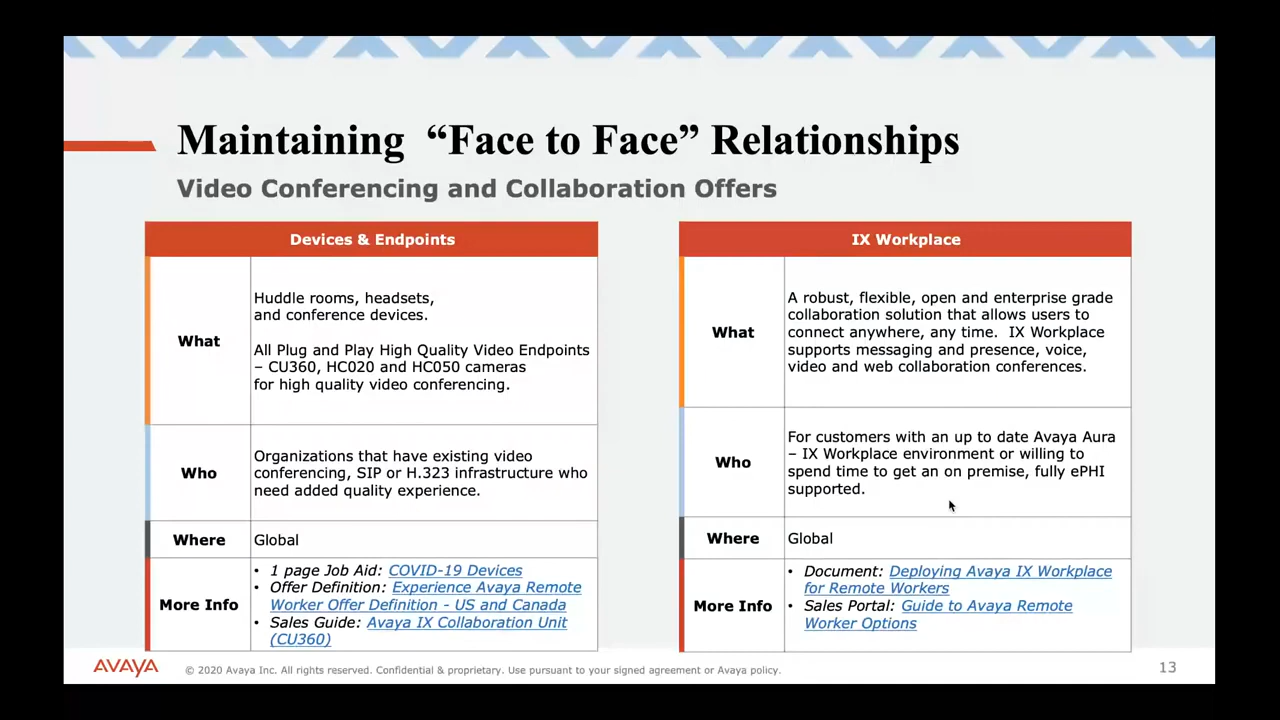 Maintaining “Face to Face” Relationships
Video Conferencing and Collaboration Offers
Devices & Endpoints
What
Huddle rooms, headsets,
and conference devices.
All Plug and Play High Quality Video Endpoints
– CU360, HC020 and HC050 cameras
for high quality video conferencing.
Who
Organizations that have existing video
conferencing, SIP or H.323 infrastructure who
need added quality experience.
Where
Global
More Info
• 1 page Job Aid: COVID-19 Devices
• Offer Definition: Experience Avaya Remote
Worker Offer Definition - US and Canada
• Sales Guide: Avaya IX Collaboration Unit
(CU360)
IX Workplace
What
A robust, flexible, open and enterprise grade
collaboration solution that allows users to
connect anywhere, any time. IX Workplace
supports messaging and presence, voice,
video and web collaboration conferences.
Who
For customers with an up to date Avaya Aura
– IX Workplace environment or willing to
spend time to get an on premise, fully ePHI
supported.
Where
Global
More Info
• Document: Deploying Avaya IX Workplace
for Remote Workers
• Sales Portal: Guide to Avaya Remote
Worker Options
AVAYA
© 2020 Avaya Inc. All rights reserved. Confidential & proprietary. Use pursuant to your signed agreement or Avaya policy.
13